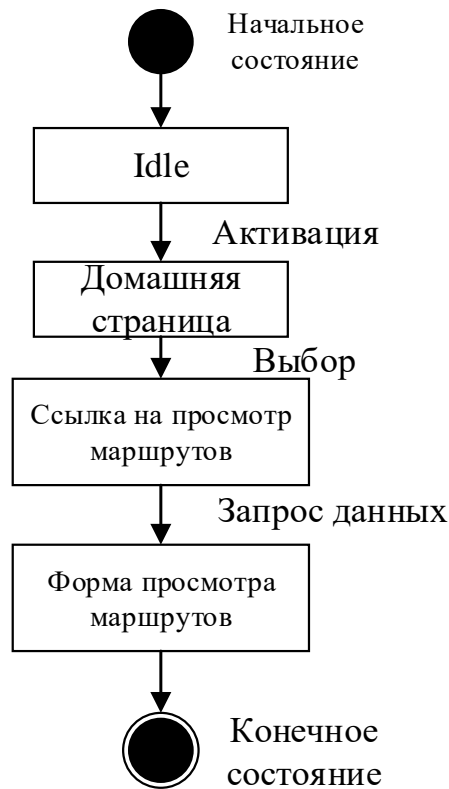 Начальное
состояние
Idle
Активация
Домашняя
страница
Выбор
Ссылка на просмотр
маршрутов
Запрос данных
Форма просмотра
маршрутов
Конечное
состояние